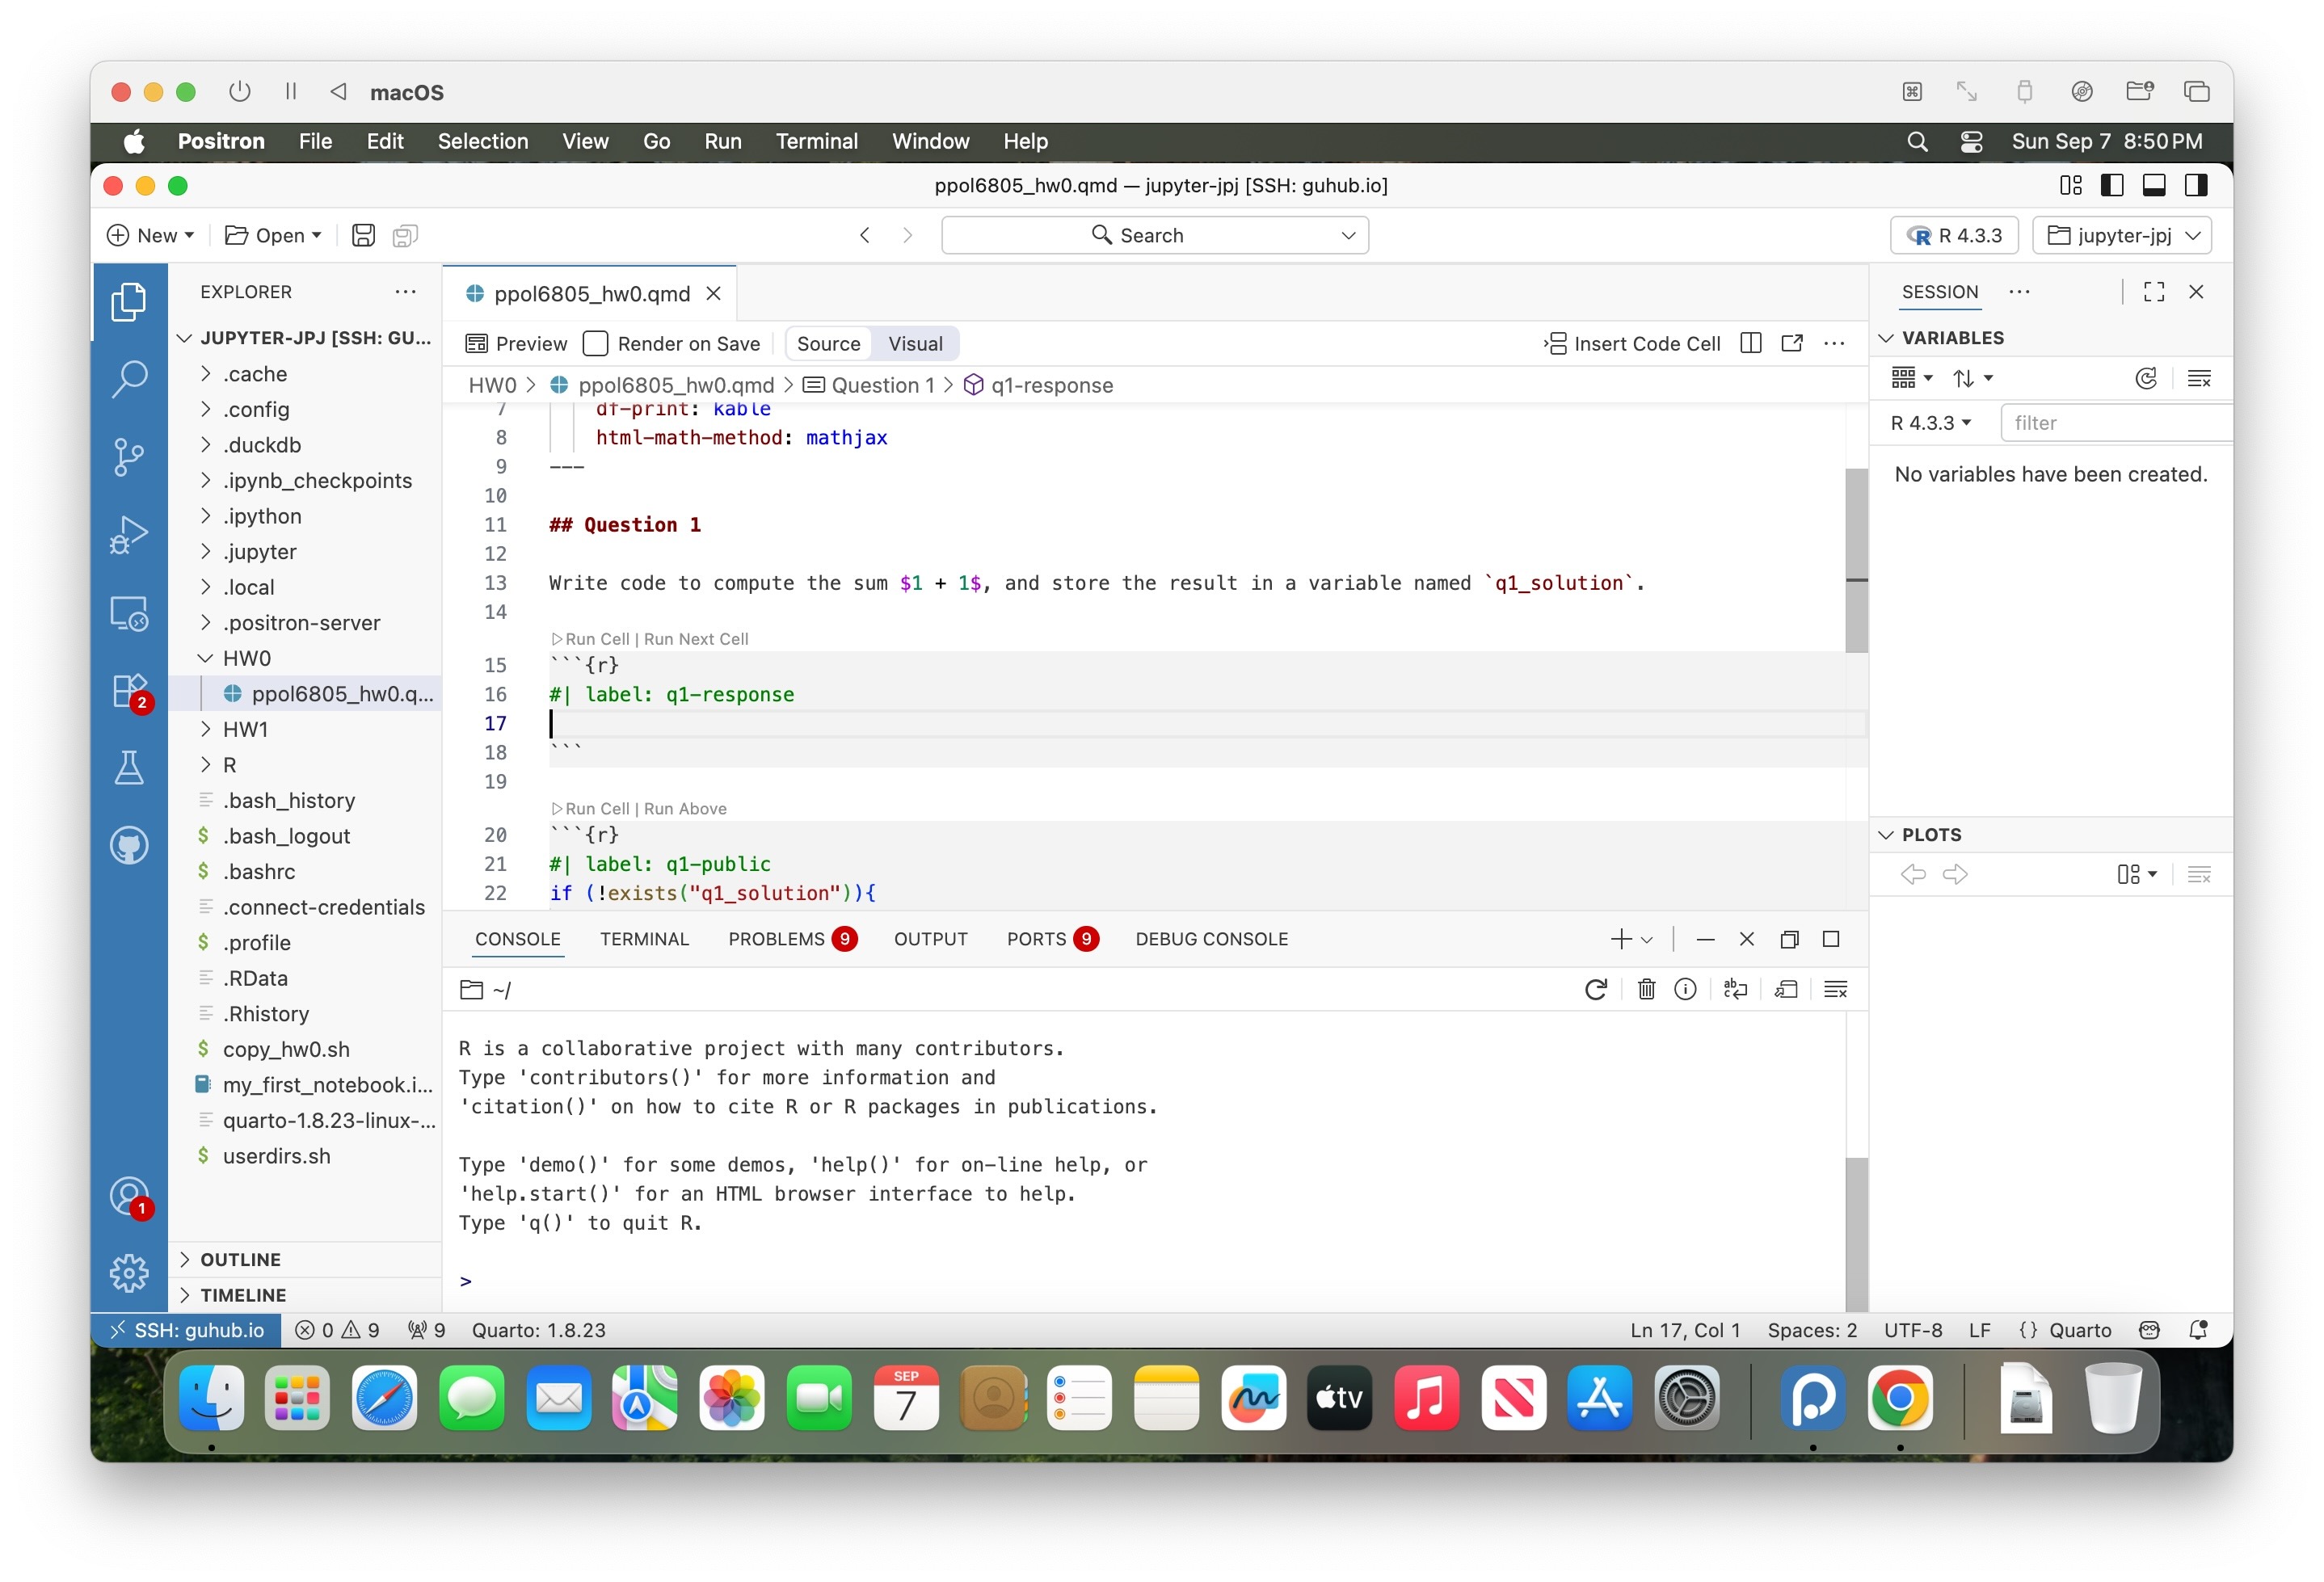 macOS
Positron File Edit Selection View Go Run Terminal Window Help Sun Sep 7 8:50 PM
ppol6805_hw0.qmd — jupyter-jpj [SSH: guhub.io]
New Open Search R 4.3.3 jupyter-jpj
EXPLORER
JUPYTER-JPJ [SSH: GU...
.cache
.config
.duckdb
.ipynb_checkpoints
.ipython
.jupyter
.local
.positron-server
HW0
ppol6805_hw0.q...
HW1
R
.bash_history
.bash_logout
.bashrc
.connect-credentials
.profile
.RData
.Rhistory
copy_hw0.sh
my_first_notebook.i...
quarto-1.8.23-linux-...
userdirs.sh
OUTLINE
TIMELINE
2
1
ppol6805_hw0.qmd
Preview Render on Save Source Visual Insert Code Cell
HW0 > ppol6805_hw0.qmd > Question 1 > q1-response
7 df-print: kable
8 html-math-method: mathjax
9 ---
10
11 ## Question 1
12
13 Write code to compute the sum $1 + 1$, and store the result in a variable named `q1_solution`.
14
Run Cell | Run Next Cell
15 ```{r}
16 #| label: q1-response
17
18 ```
19
Run Cell | Run Above
20 ```{r}
21 #| label: q1-public
22 if (!exists("q1_solution")){
CONSOLE TERMINAL PROBLEMS 9 OUTPUT PORTS 9 DEBUG CONSOLE
~/
R is a collaborative project with many contributors.
Type 'contributors()' for more information and
'citation()' on how to cite R or R packages in publications.
Type 'demo()' for some demos, 'help()' for on-line help, or
'help.start()' for an HTML browser interface to help.
Type 'q()' to quit R.
>
SESSION
VARIABLES
R 4.3.3 filter
No variables have been created.
PLOTS
SSH: guhub.io 0 9 9 Quarto: 1.8.23 Ln 17, Col 1 Spaces: 2 UTF-8 LF {} Quarto
SEP
7
tv